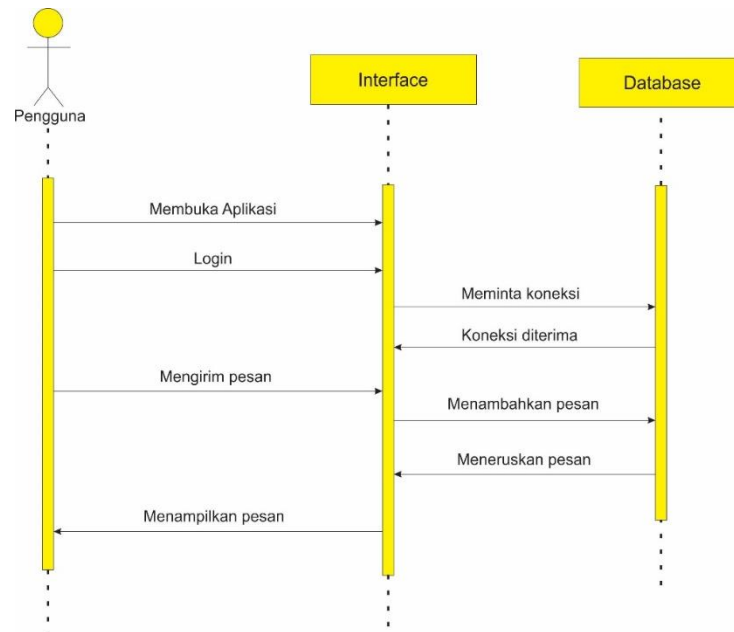 Interface
Database
Pengguna
Membuka Aplikasi
Login
Meminta koneksi
Koneksi diterima
Mengirim pesan
Menambahkan pesan
Meneruskan pesan
Menampilkan pesan